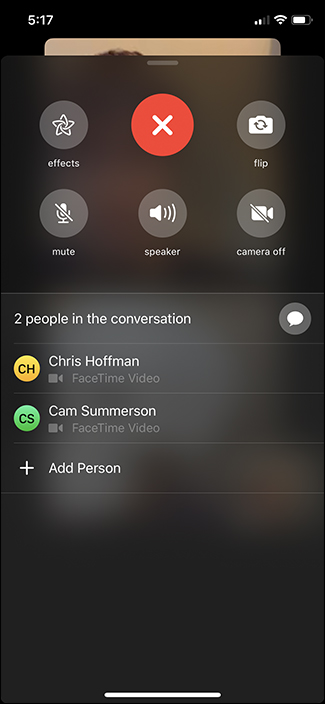 5:17
effects
flip
mute
speaker
camera off
2 people in the conversation
CH
Chris Hoffman
FaceTime Video
CS
Cam Summerson
FaceTime Video
Add Person